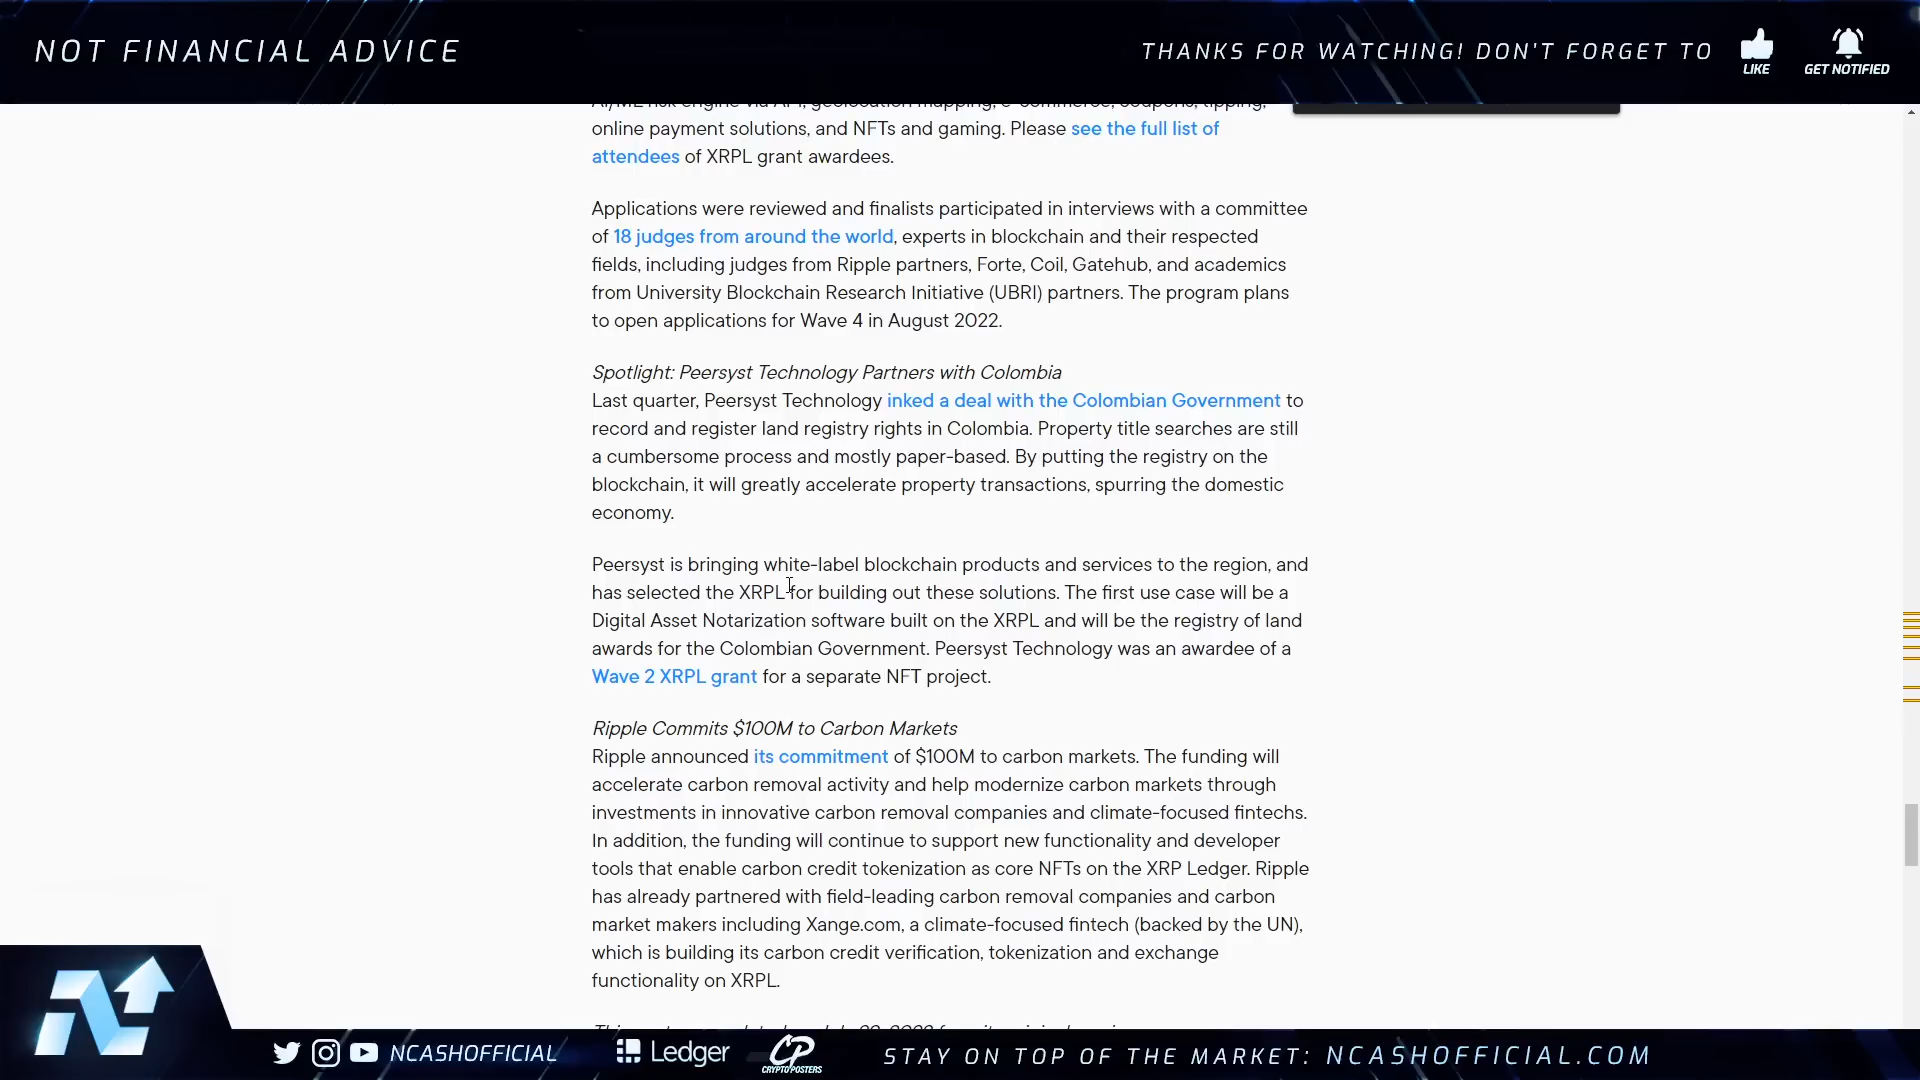 NOT FINANCIAL ADVICE
THANKS FOR WATCHING! DON'T FORGET TO
LIKE
GET NOTIFIED
AI/ML risk engine via API, geolocation mapping, e-commerce, coupons, tipping,
online payment solutions, and NFTs and gaming. Please see the full list of
attendees of XRPL grant awardees.
Applications were reviewed and finalists participated in interviews with a committee
of 18 judges from around the world, experts in blockchain and their respected
fields, including judges from Ripple partners, Forte, Coil, Gatehub, and academics
from University Blockchain Research Initiative (UBRI) partners. The program plans
to open applications for Wave 4 in August 2022.
Spotlight: Peersyst Technology Partners with Colombia
Last quarter, Peersyst Technology inked a deal with the Colombian Government to
record and register land registry rights in Colombia. Property title searches are still
a cumbersome process and mostly paper-based. By putting the registry on the
blockchain, it will greatly accelerate property transactions, spurring the domestic
economy.
Peersyst is bringing white-label blockchain products and services to the region, and
has selected the XRPL for building out these solutions. The first use case will be a
Digital Asset Notarization software built on the XRPL and will be the registry of land
awards for the Colombian Government. Peersyst Technology was an awardee of a
Wave 2 XRPL grant for a separate NFT project.
Ripple Commits $100M to Carbon Markets
Ripple announced its commitment of $100M to carbon markets. The funding will
accelerate carbon removal activity and help modernize carbon markets through
investments in innovative carbon removal companies and climate-focused fintechs.
In addition, the funding will continue to support new functionality and developer
tools that enable carbon credit tokenization as core NFTs on the XRP Ledger. Ripple
has already partnered with field-leading carbon removal companies and carbon
market makers including Xange.com, a climate-focused fintech (backed by the UN),
which is building its carbon credit verification, tokenization and exchange
functionality on XRPL.
NCASHOFFICIAL
Ledger
CP
CRYPTOPOSTERS
STAY ON TOP OF THE MARKET: NCASHOFFICIAL.COM